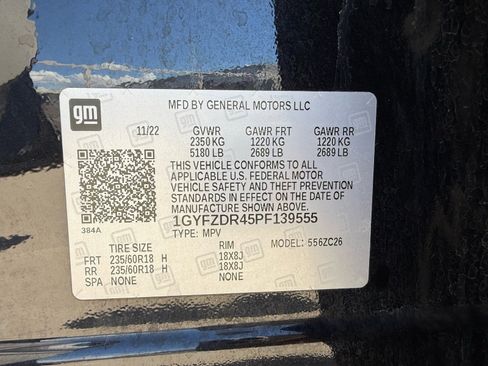 gm
MFD BY GENERAL MOTORS LLC
11/22 GVWR GAWR FRT GAWR RR
2350 KG 1220 KG 1220 KG
5180 LB 2689 LB 2689 LB
THIS VEHICLE CONFORMS TO ALL
APPLICABLE U.S. FEDERAL MOTOR
VEHICLE SAFETY AND THEFT PREVENTION
STANDARDS IN EFFECT ON THE DATE OF
MANUFACTURE SHOWN ABOVE.
384A
1GYFZDR45PF139555
TYPE: MPV MODEL: 556ZC26
TIRE SIZE RIM
FRT 235/60R18 H 18X8J
RR 235/60R18 H 18X8J
SPA NONE NONE